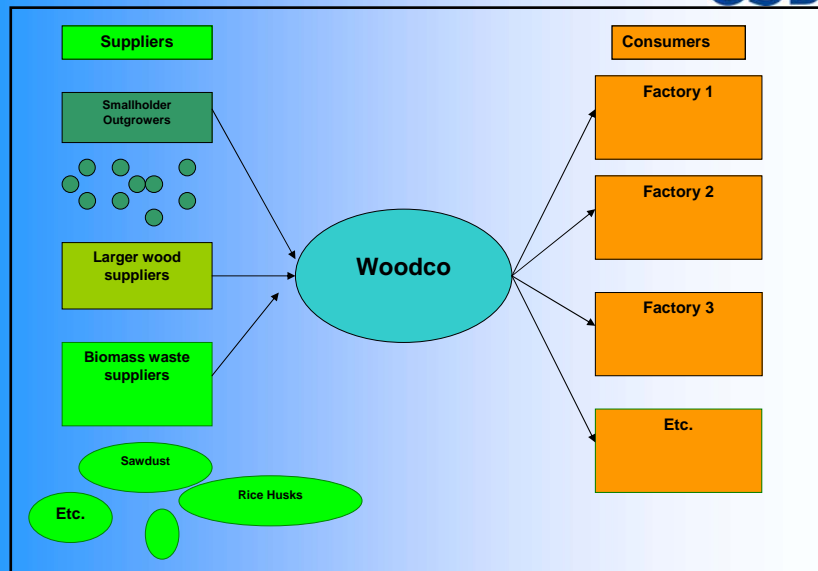 Suppliers
Consumers
Smallholder
Outgrowers
Larger wood
suppliers
Biomass waste
suppliers
Sawdust
Rice Husks
Etc.
Woodco
Factory 1
Factory 2
Factory 3
Etc.